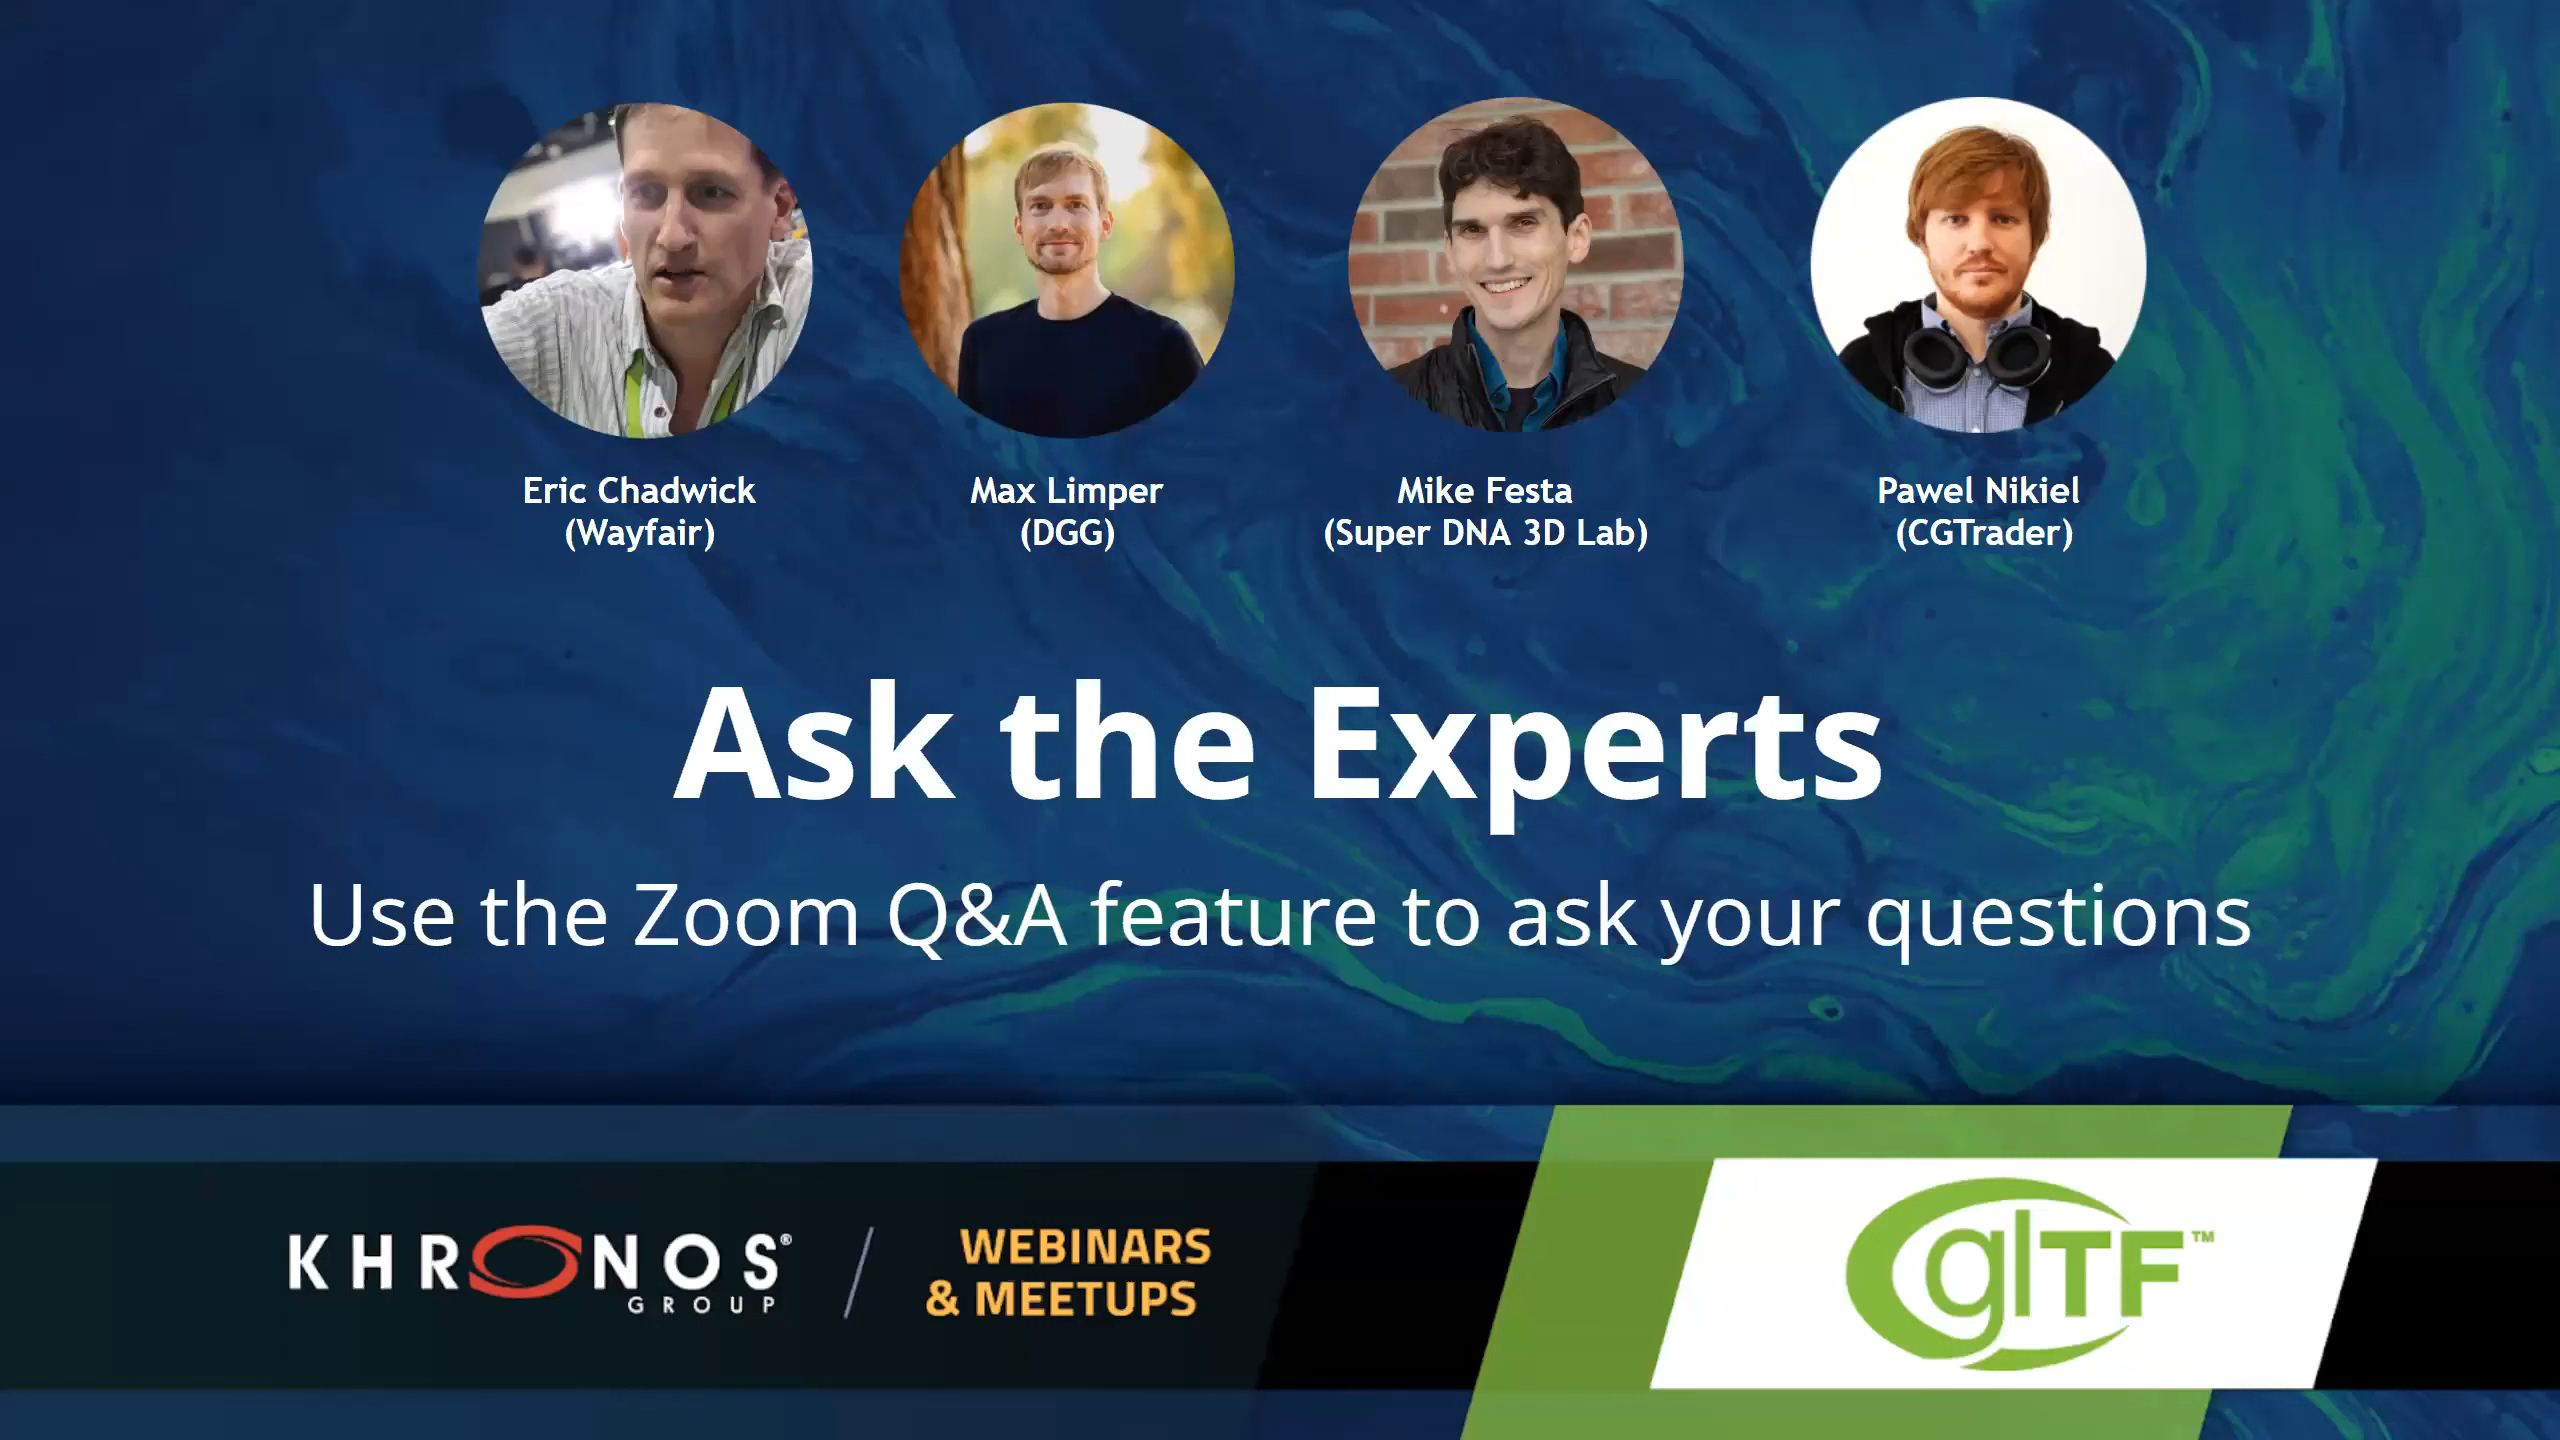 Eric Chadwick
(Wayfair)
Max Limper
(DGG)
Mike Festa
(Super DNA 3D Lab)
Pawel Nikiel
(CGTrader)
Ask the Experts
Use the Zoom Q&A feature to ask your questions
KHRONOS®
GROUP
WEBINARS
& MEETUPS
glTF™